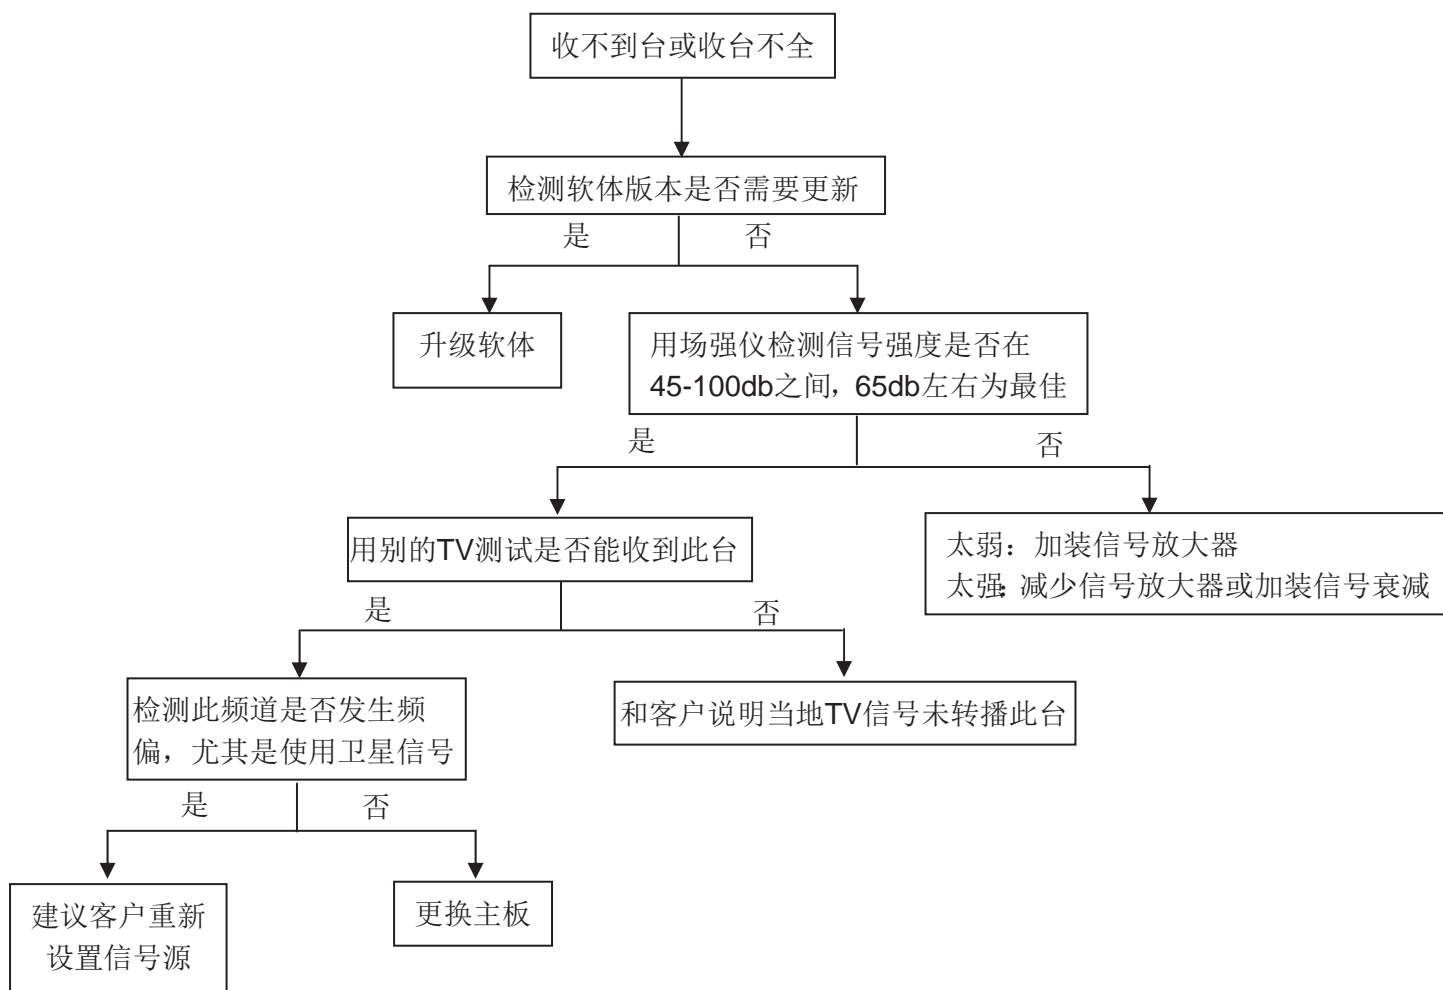 收不到台或收台不全
检测软体版本是否需要更新
是
否
升级软体
用场强仪检测信号强度是否在
45-100db之间，65db左右为最佳
是
否
用别的TV测试是否能收到此台
太弱：加装信号放大器
太强：减少信号放大器或加装信号衰减
是
否
检测此频道是否发生频
偏，尤其是使用卫星信号
和客户说明当地TV信号未转播此台
是
否
建议客户重新
设置信号源
更换主板